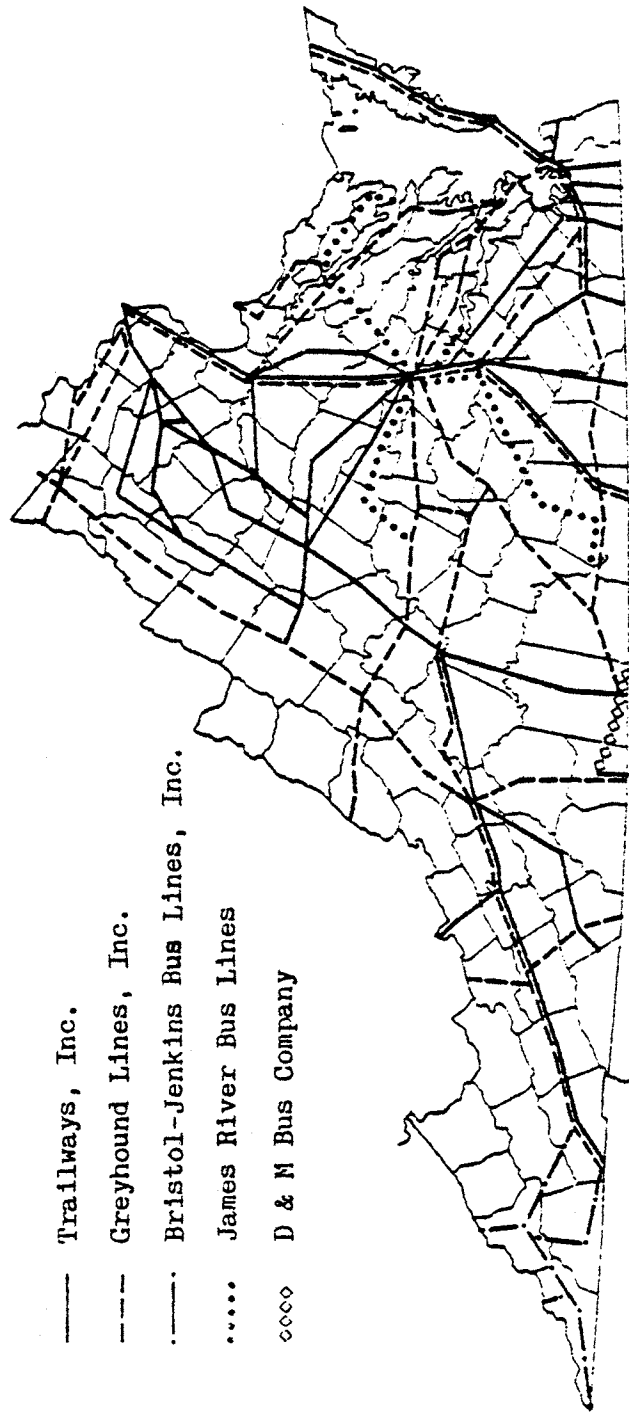 Trailways, Inc.
Greyhound Lines, Inc.
Bristol-Jenkins Bus Lines, Inc.
James River Bus Lines
D & M Bus Company